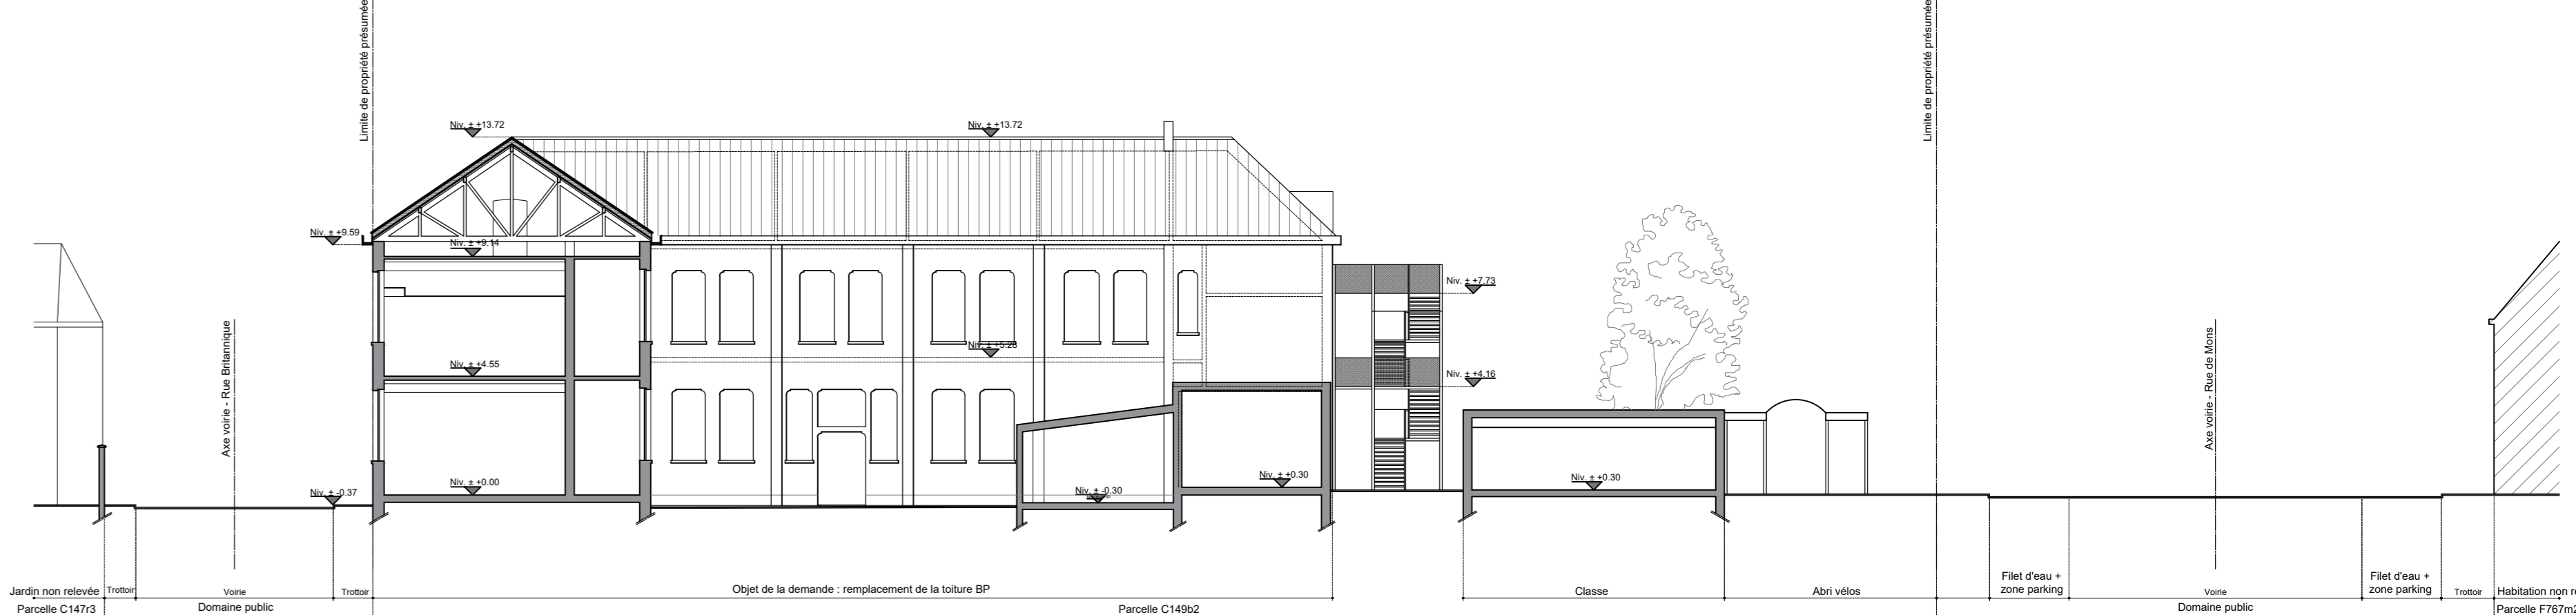 Limite de propriété présumée
Limite de propriété présumée
Niv. ± +13.72
Niv. ± +13.72
Niv. ± +9.59
Niv. ± +9.14
Niv. ± +7.73
Axe voirie - Rue Britannique
Niv. ± +5.28
Axe voirie - Rue de Mons
Niv. ± +4.55
Niv. ± +4.16
Niv. ± +0.00
Niv. ± -0.37
Niv. ± -0.30
Niv. ± +0.30
Niv. ± +0.30
Jardin non relevée
Trottoir
Voirie
Trottoir
Objet de la demande : remplacement de la toiture BP
Classe
Abri vélos
Filet d'eau +
zone parking
Voirie
Filet d'eau +
zone parking
Trottoir
Habitation non
Parcelle C147r3
Domaine public
Parcelle C149b2
Domaine public
Parcelle F767m2